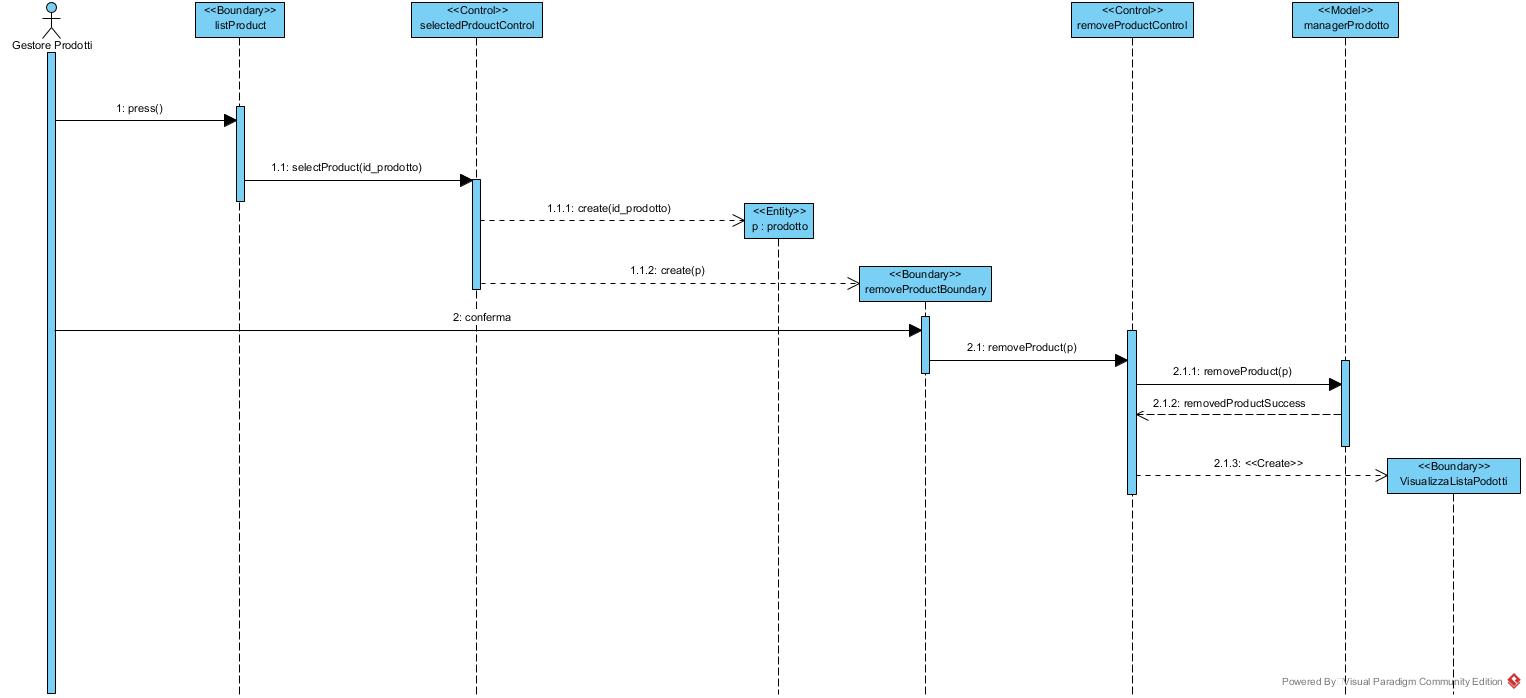 <<Boundary>>
listProduct
<<Control>>
selectedPrdouctControl
<<Control>>
removeProductControl
<<Model>>
managerProdotto
Gestore Prodotti
1: press()
1.1: selectProduct(id_prodotto)
1.1.1: create(id_prodotto)
<<Entity>>
p : prodotto
1.1.2: create(p)
<<Boundary>>
removeProductBoundary
2: conferma
2.1: removeProduct(p)
2.1.1: removeProduct(p)
2.1.2: removedProductSuccess
2.1.3: <<Create>>
<<Boundary>>
VisualizzaListaPodotti
Powered By Visual Paradigm Community Edition